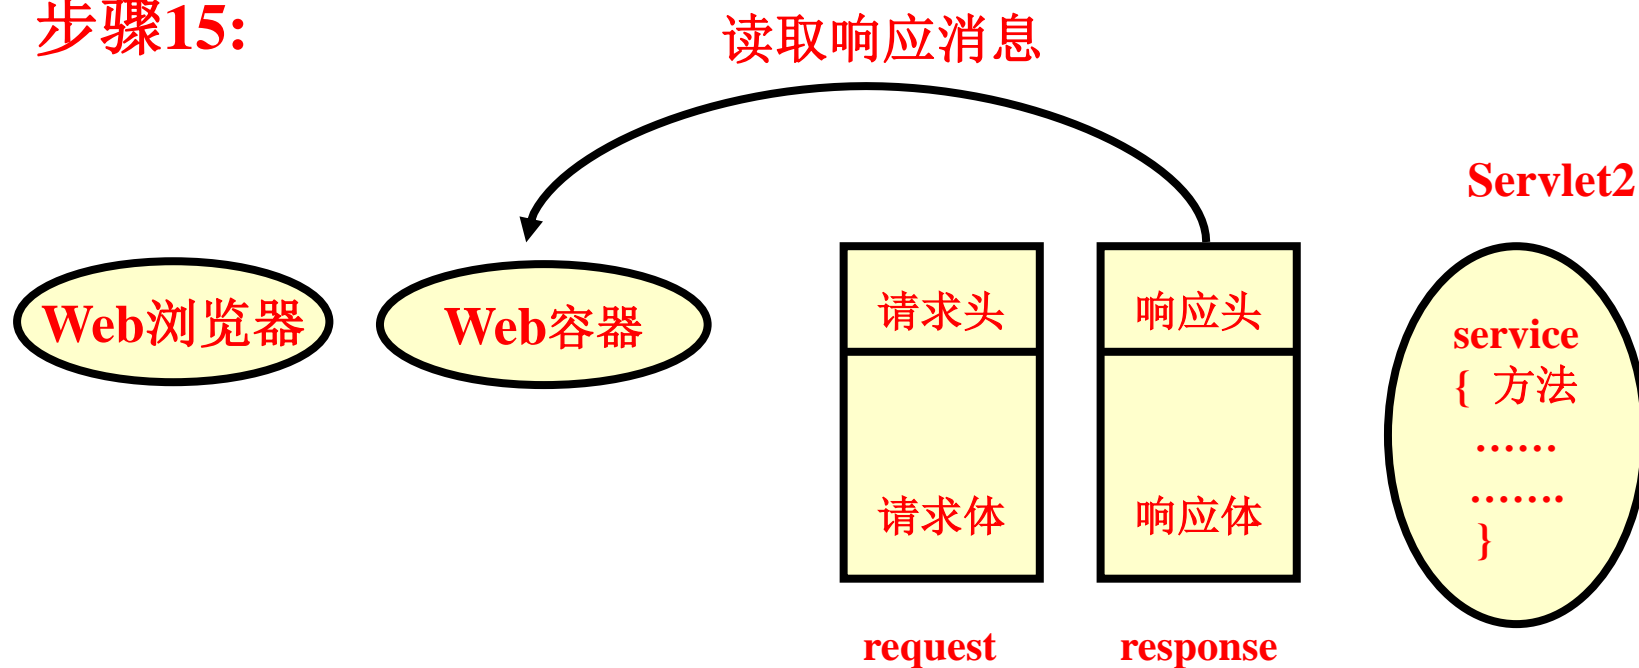 步骤15:
读取响应消息
Servlet2
Web浏览器
Web容器
请求头
响应头
请求体
响应体
service
{ 方法
……
…….
}
request
response